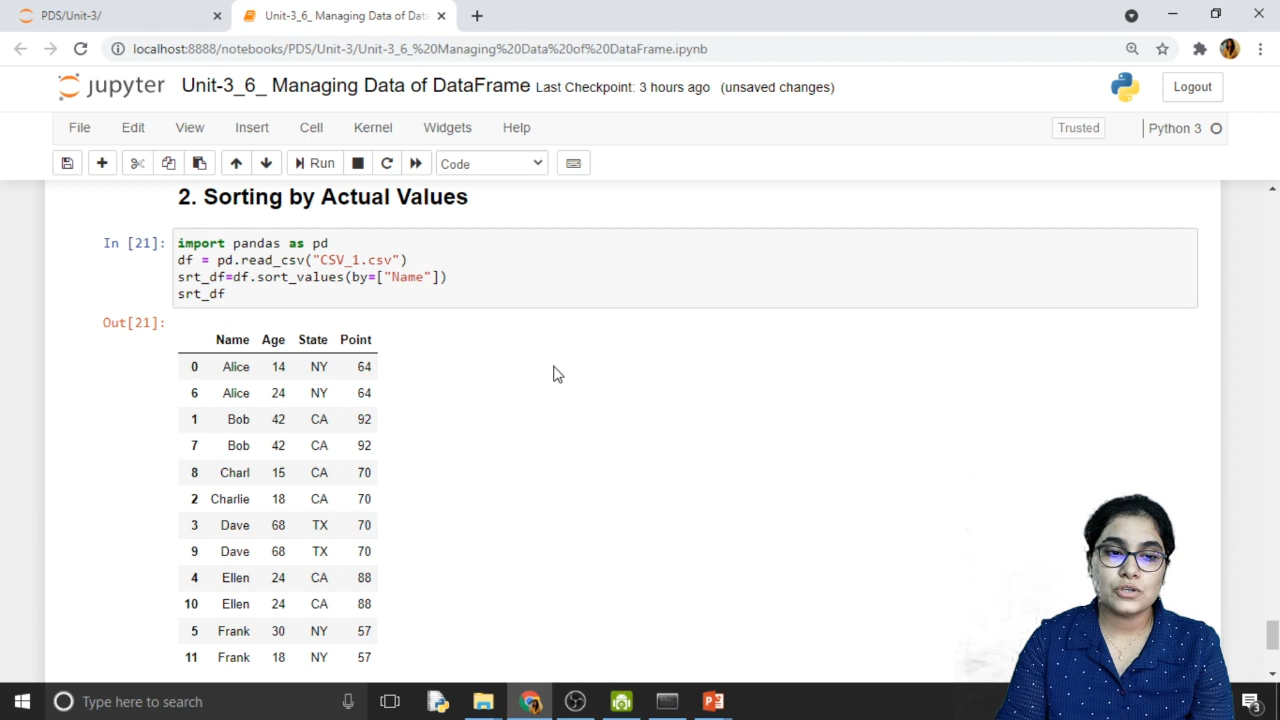 PDS/Unit-3/
Unit-3_6_ Managing Data of Dat
localhost:8888/notebooks/PDS/Unit-3/Unit-3_6_%20Managing%20Data%20of%20DataFrame.ipynb
jupyter Unit-3_6_ Managing Data of DataFrame Last Checkpoint: 3 hours ago (unsaved changes) Logout
File Edit View Insert Cell Kernel Widgets Help Trusted Python 3
Run Code
2. Sorting by Actual Values
In [21]: import pandas as pd
df = pd.read_csv("CSV_1.csv")
srt_df=df.sort_values(by=["Name"])
srt_df
Out[21]:
Name Age State Point
0 Alice 14 NY 64
6 Alice 24 NY 64
1 Bob 42 CA 92
7 Bob 42 CA 92
8 Charl 15 CA 70
2 Charlie 18 CA 70
3 Dave 68 TX 70
9 Dave 68 TX 70
4 Ellen 24 CA 88
10 Ellen 24 CA 88
5 Frank 30 NY 57
11 Frank 18 NY 57
Type here to search
3